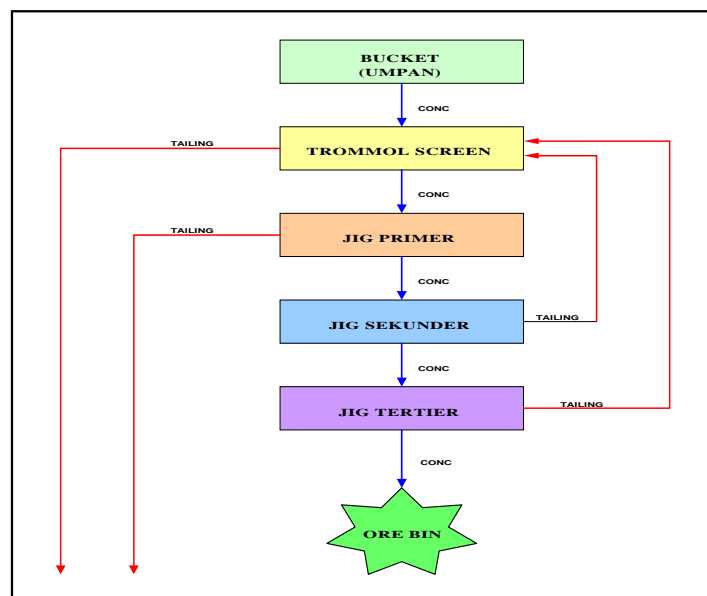 BUCKET
(UMPAN)
CONC
TAILING
TROMMOL SCREEN
CONC
TAILING
JIG PRIMER
CONC
JIG SEKUNDER
TAILING
CONC
JIG TERTIER
TAILING
CONC
ORE BIN